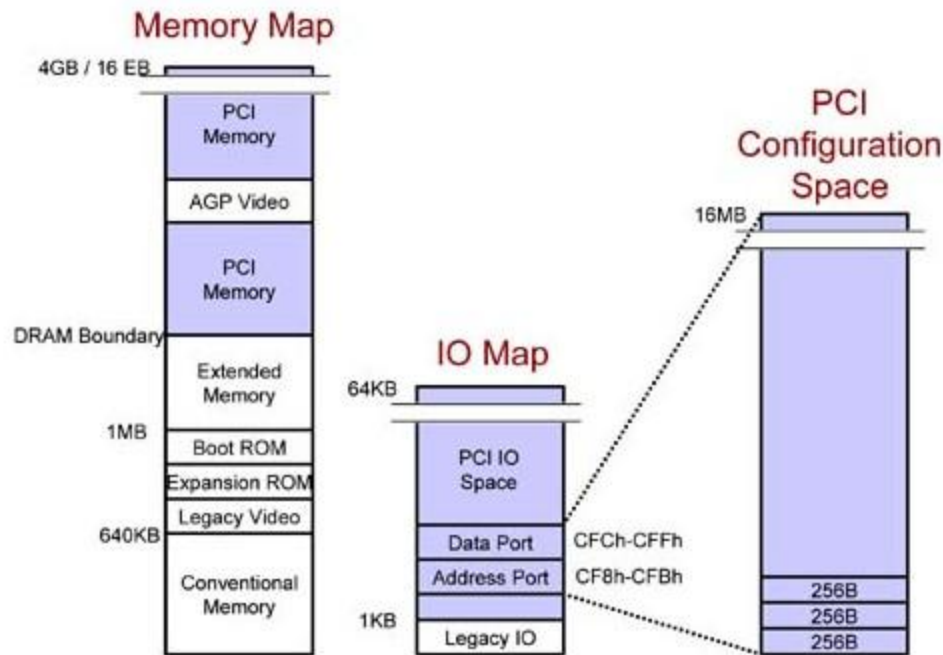 Memory Map
4GB / 16 EB
PCI
Memory
AGP Video
PCI
Memory
DRAM Boundary
Extended
Memory
1MB
Boot ROM
Expansion ROM
Legacy Video
640KB
Conventional
Memory
IO Map
64KB
PCI IO
Space
Data Port
CFCh-CFFh
Address Port
CF8h-CFBh
1KB
Legacy IO
PCI
Configuration
Space
16MB
256B
256B
256B